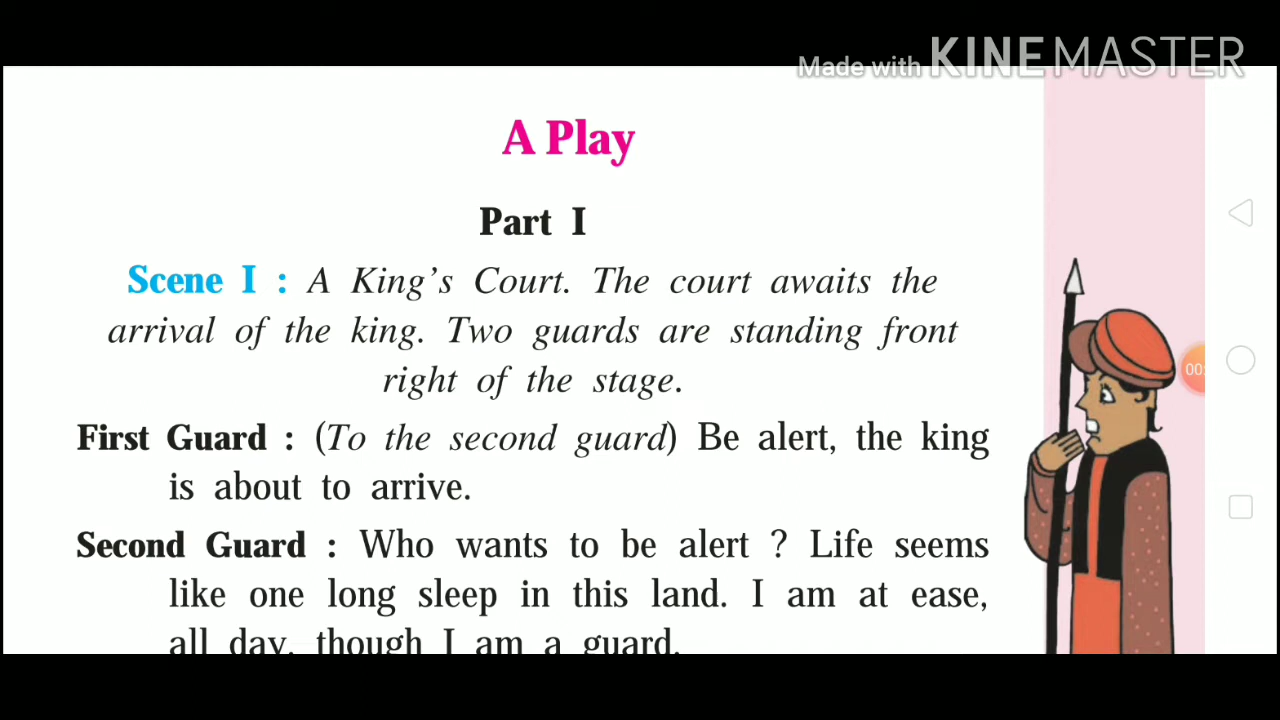 Made with KINEMASTER
A Play
Part I
Scene I : A King's Court. The court awaits the
arrival of the king. Two guards are standing front
right of the stage.
First Guard : (To the second guard) Be alert, the king
is about to arrive.
Second Guard : Who wants to be alert ? Life seems
like one long sleep in this land. I am at ease,
all day, though I am a guard.
00: